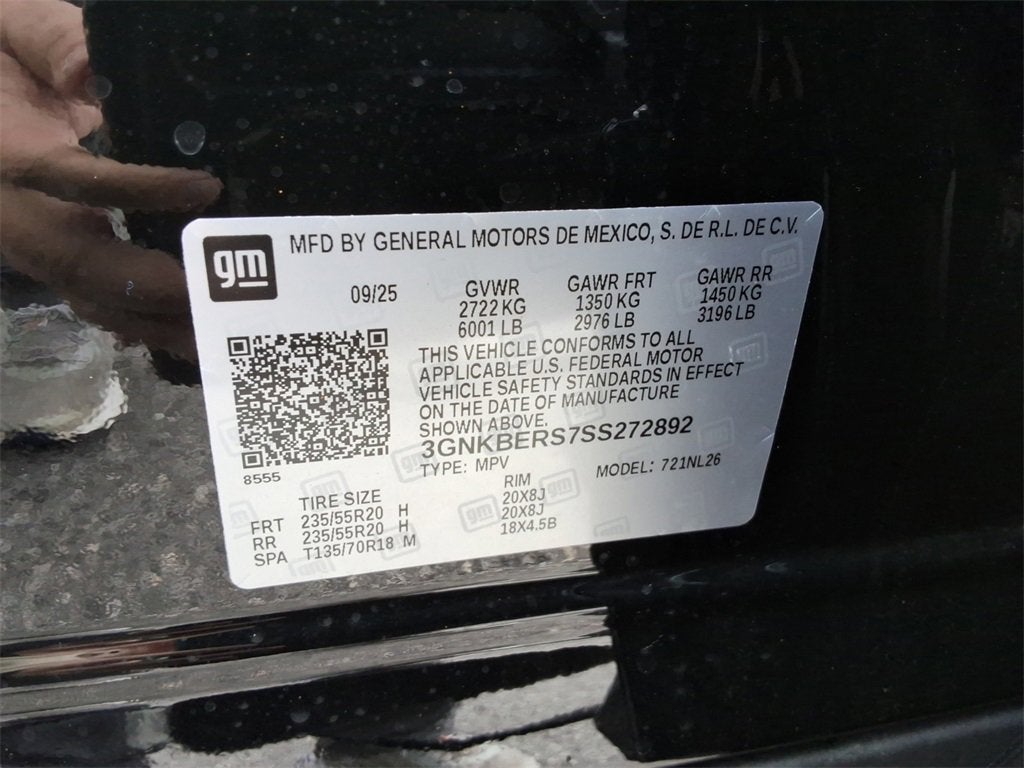 gm MFD BY GENERAL MOTORS DE MEXICO, S. DE R.L. DE C.V.
09/25 GVWR GAWR FRT GAWR RR
2722 KG 1350 KG 1450 KG
6001 LB 2976 LB 3196 LB
THIS VEHICLE CONFORMS TO ALL
APPLICABLE U.S. FEDERAL MOTOR
VEHICLE SAFETY STANDARDS IN EFFECT
ON THE DATE OF MANUFACTURE
SHOWN ABOVE.
3GNKBERS7SS272892
8555 TYPE: MPV MODEL: 721NL26
TIRE SIZE RIM
FRT 235/55R20 H 20X8J
RR 235/55R20 H 20X8J
SPA T135/70R18 M 18X4.5B